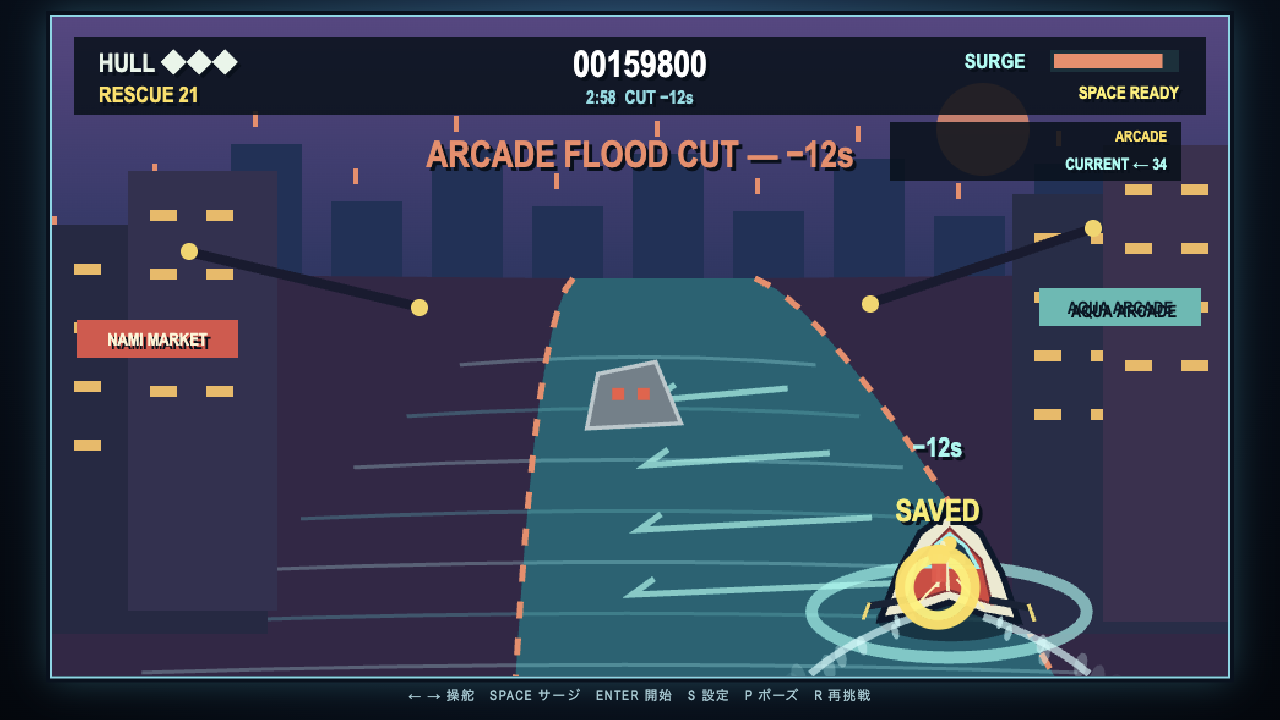 HULL ◆◆◆
RESCUE 21
00159800
2:58 CUT −12s
SURGE
SPACE READY
ARCADE
CURRENT ← 34
ARCADE FLOOD CUT — −12s
NAMI MARKET
AQUA ARCADE
−12s
SAVED
← → 操舵 SPACE サージ ENTER 開始 S 設定 P ポーズ R 再挑戦